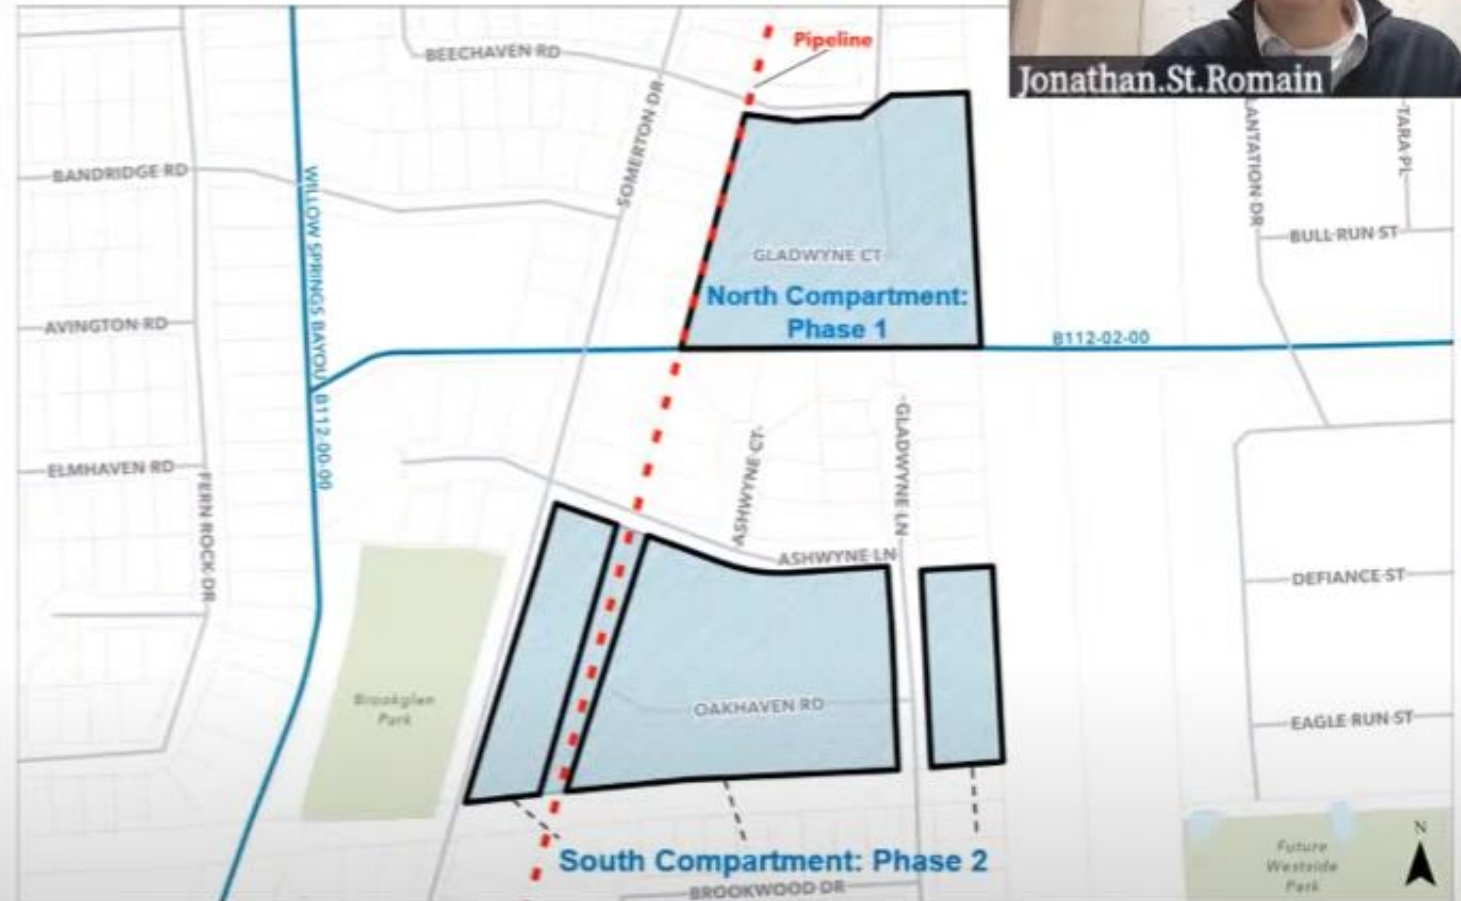 Pipeline
Jonathan.St.Romain
BEECHAVEN RD
SOMERTON DR
BANDRIDGE RD
WILLOW SPRINGS BAYOU B112-00-00
ANTATION DR
TARA PL
BULL RUN ST
GLADWYNE CT
North Compartment:
Phase 1
AVINGTON RD
B112-02-00
ELMHAVEN RD
FERN ROCK DR
ASHWYNE CT
GLADWYNE LN
ASHWYNE LN
DEFIANCE ST
Brookglen
Park
OAKHAVEN RD
EAGLE RUN ST
South Compartment: Phase 2
BROOKWOOD DR
Future
Westside
Park
N